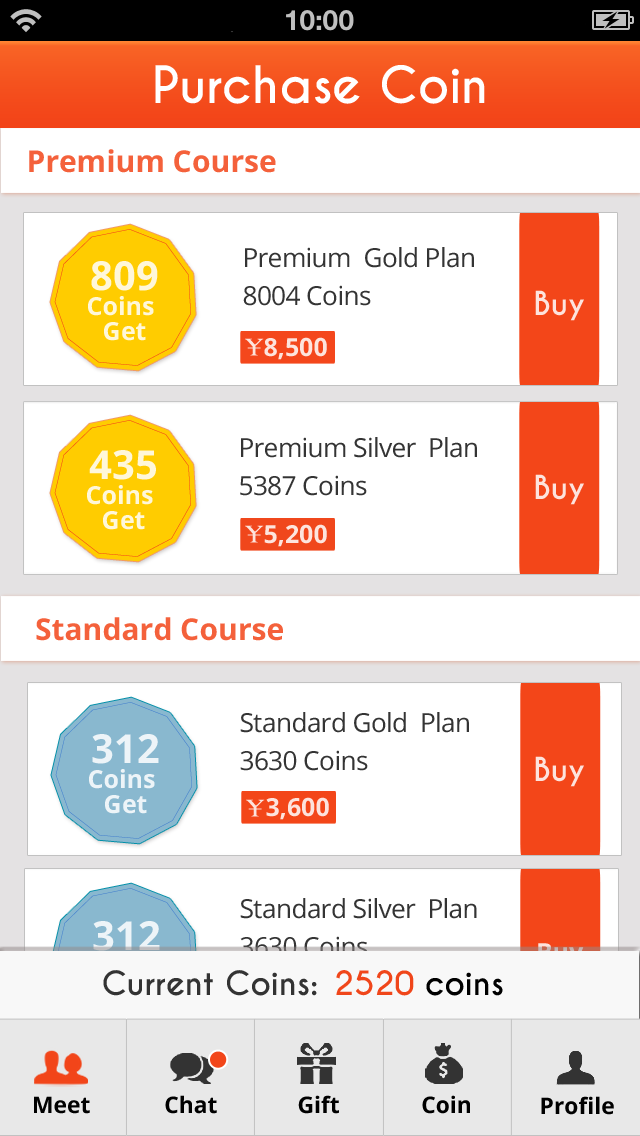 10:00
Purchase Coin
Premium Course
809
Coins
Get
Premium Gold Plan
8004 Coins
¥8,500
Buy
435
Coins
Get
Premium Silver Plan
5387 Coins
¥5,200
Buy
Standard Course
312
Coins
Get
Standard Gold Plan
3630 Coins
¥3,600
Buy
312
Standard Silver Plan
3630 Coins
Buy
Current Coins: 2520 coins
Meet
Chat
Gift
$
Coin
Profile